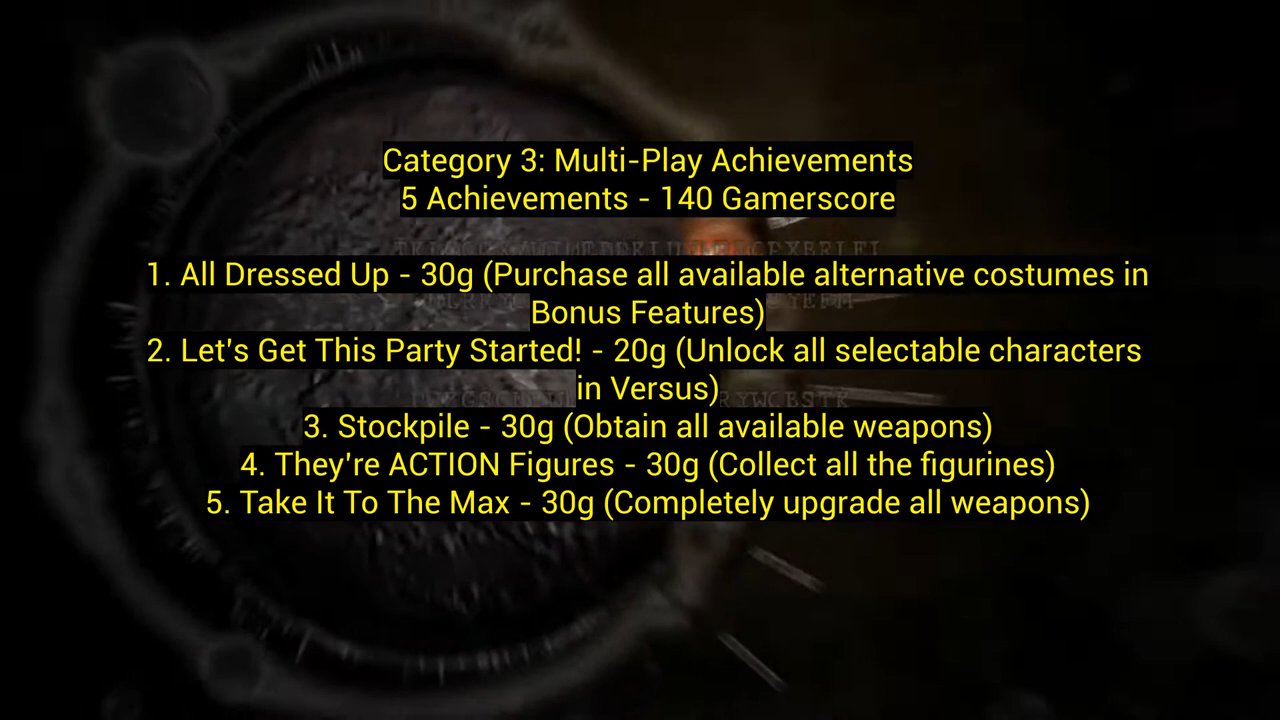 Category 3: Multi-Play Achievements
5 Achievements - 140 Gamerscore
1. All Dressed Up - 30g (Purchase all available alternative costumes in
Bonus Features)
2. Let's Get This Party Started! - 20g (Unlock all selectable characters
in Versus)
3. Stockpile - 30g (Obtain all available weapons)
4. They're ACTION Figures - 30g (Collect all the figurines)
5. Take It To The Max - 30g (Completely upgrade all weapons)